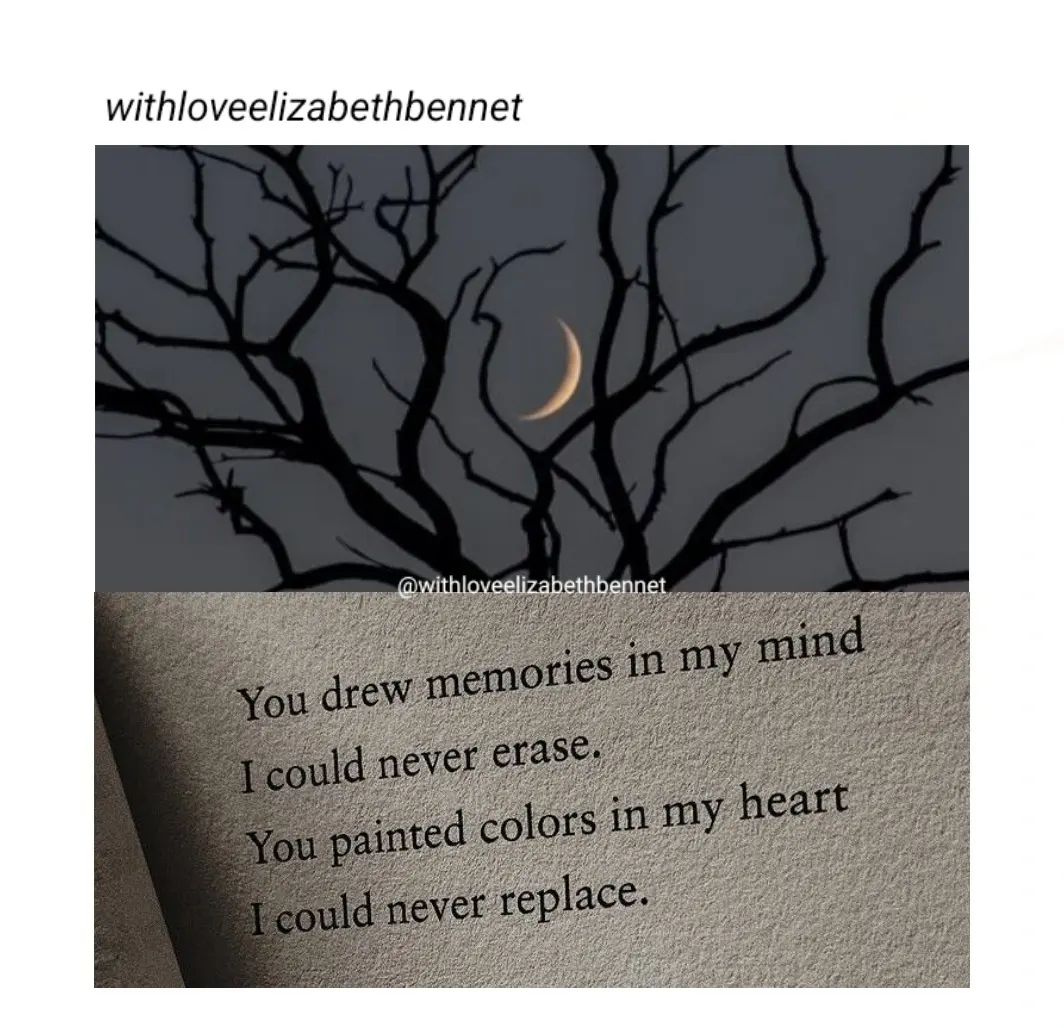 withloveelizabethbennet
@withloveelizabethbennet
You drew memories in my mind
I could never erase.
You painted colors in my heart
I could never replace.